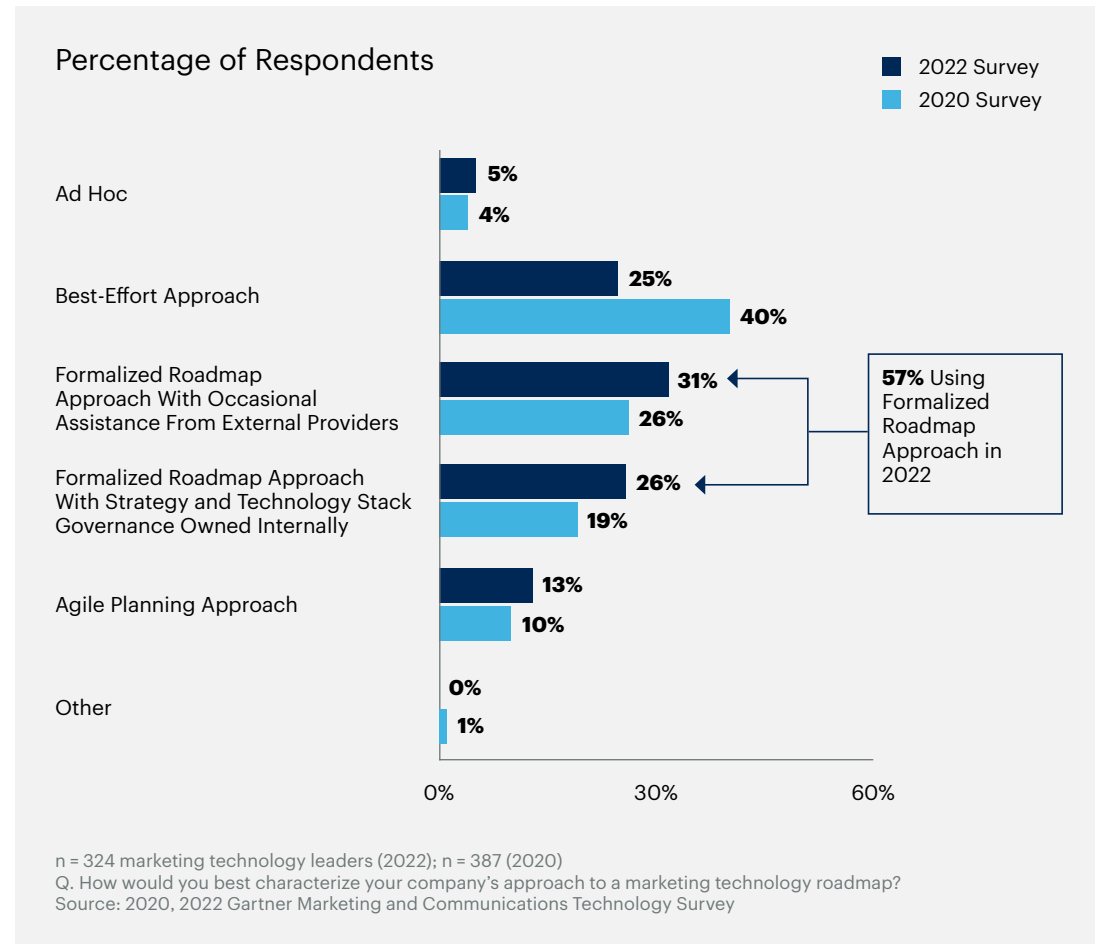 Percentage of Respondents
2022 Survey
2020 Survey
Ad Hoc
5%
4%
Best-Effort Approach
25%
40%
Formalized Roadmap
Approach With Occasional
Assistance From External Providers
31%
26%
57% Using
Formalized
Roadmap
Approach in
2022
Formalized Roadmap Approach
With Strategy and Technology Stack
Governance Owned Internally
26%
19%
Agile Planning Approach
13%
10%
Other
0%
1%
0%
30%
60%
n = 324 marketing technology leaders (2022); n = 387 (2020)
Q. How would you best characterize your company’s approach to a marketing technology roadmap?
Source: 2020, 2022 Gartner Marketing and Communications Technology Survey